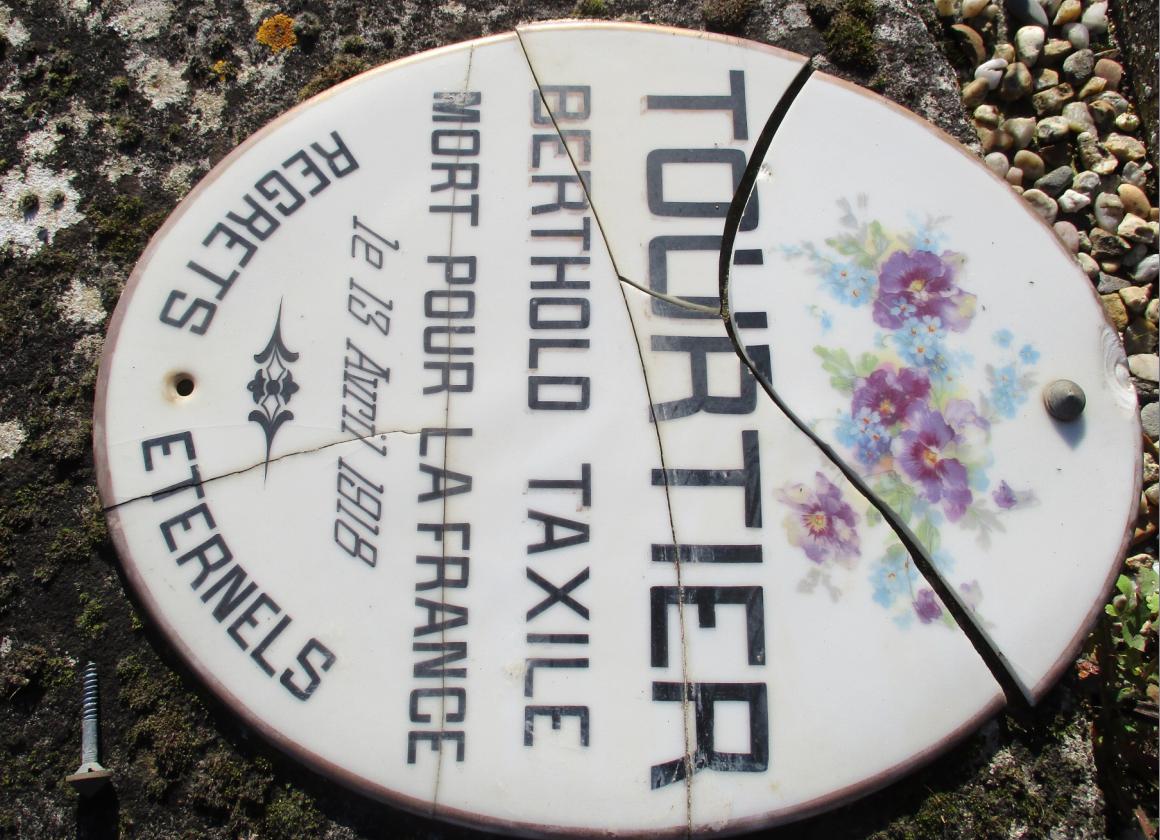 TOURTIER
BERTHOLD TAXILE
MORT POUR LA FRANCE
le 13 Avril 1918
REGRETS ETERNELS